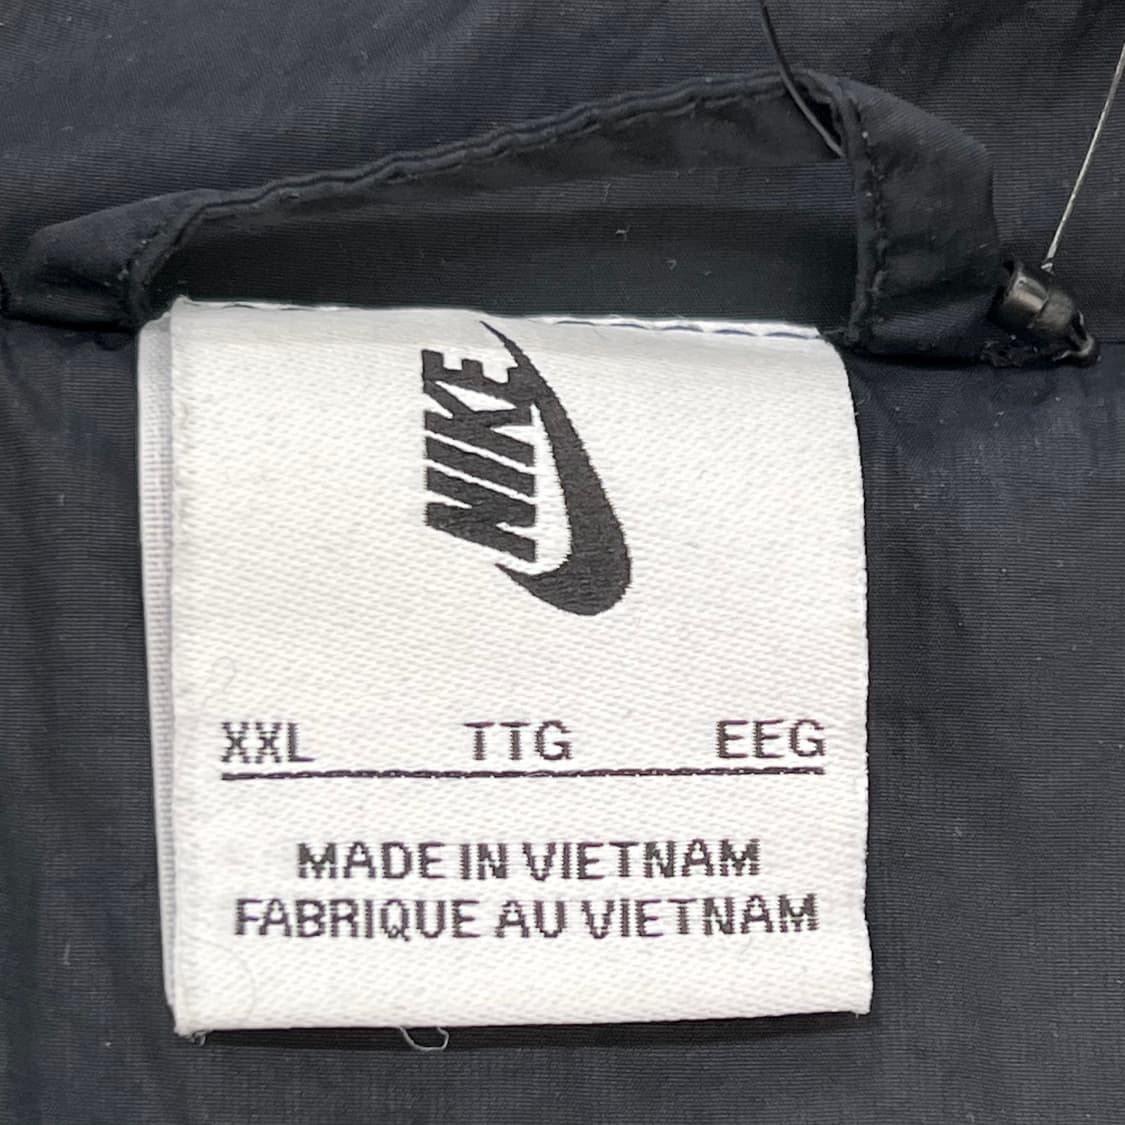 NIKE
XXL TTG EEG
MADE IN VIETNAM
FABRIQUE AU VIETNAM